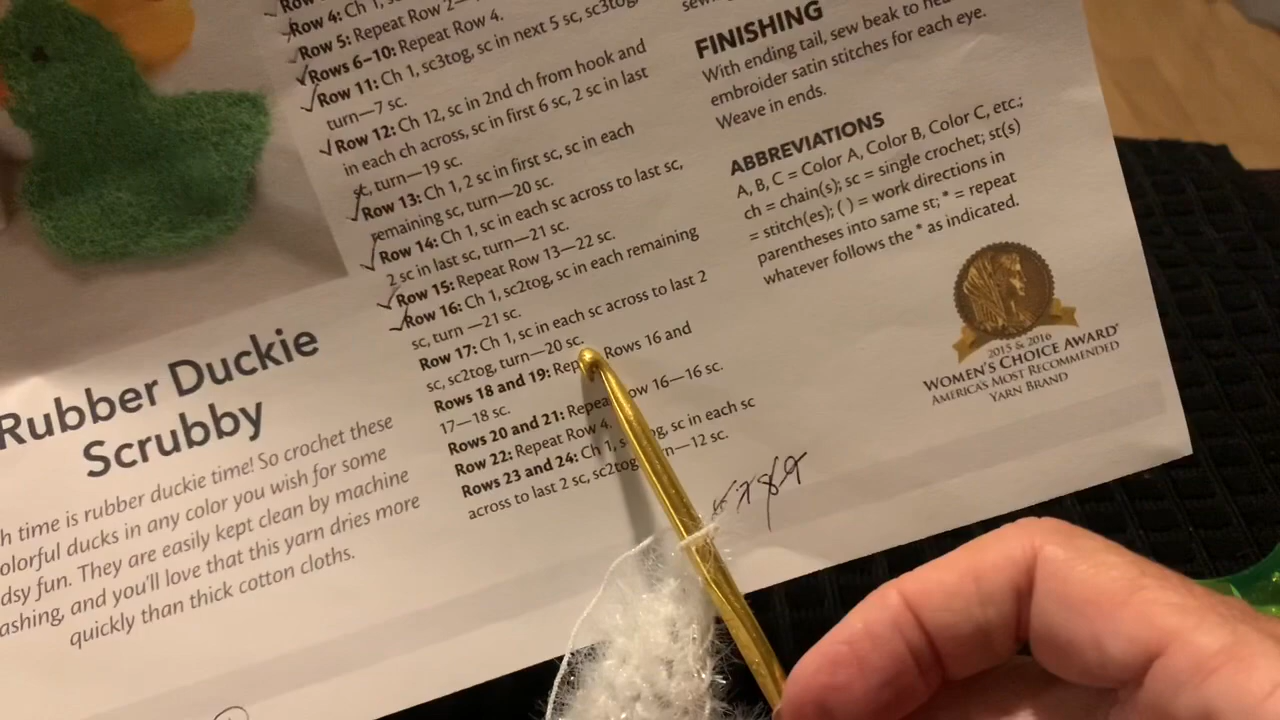 Row 4: Ch 1, s
Row 5: Repeat Row 2–
Rows 6–10: Repeat Row 4.
Row 11: Ch 1, sc3tog, sc in next 5 sc, sc3tog,
turn—7 sc.
Row 12: Ch 12, sc in 2nd ch from hook and
in each ch across, sc in first 6 sc, 2 sc in last
turn—19 sc.
Row 13: Ch 1, 2 sc in first sc, sc in each
remaining sc, turn—20 sc.
Row 14: Ch 1, sc in each sc across to last sc,
2 sc in last sc, turn—21 sc.
Row 15: Repeat Row 13—22 sc.
Row 16: Ch 1, sc2tog, sc in each remaining
sc, turn —21 sc.
Row 17: Ch 1, sc in each sc across to last 2
sc, sc2tog, turn—20 sc.
Rows 18 and 19: Rep Rows 16 and
17—18 sc.
Rows 20 and 21: Repea ow 16—16 sc.
Row 22: Repeat Row 4.
Rows 23 and 24: Ch 1, s og, sc in each sc
across to last 2 sc, sc2tog n—12 sc.
FINISHING
With ending tail, sew beak to
embroider satin stitches for each eye.
Weave in ends.
ABBREVIATIONS
A, B, C = Color A, Color B, Color C, etc.;
ch = chain(s); sc = single crochet; st(s)
= stitch(es); ( ) = work directions in
parentheses into same st; * = repeat
whatever follows the * as indicated.
2015 & 2016
WOMEN'S CHOICE AWARD®
AMERICA'S MOST RECOMMENDED
YARN BRAND
Rubber Duckie
Scrubby
h time is rubber duckie time! So crochet these
olorful ducks in any color you wish for some
dsy fun. They are easily kept clean by machine
ashing, and you'll love that this yarn dries more
quickly than thick cotton cloths.